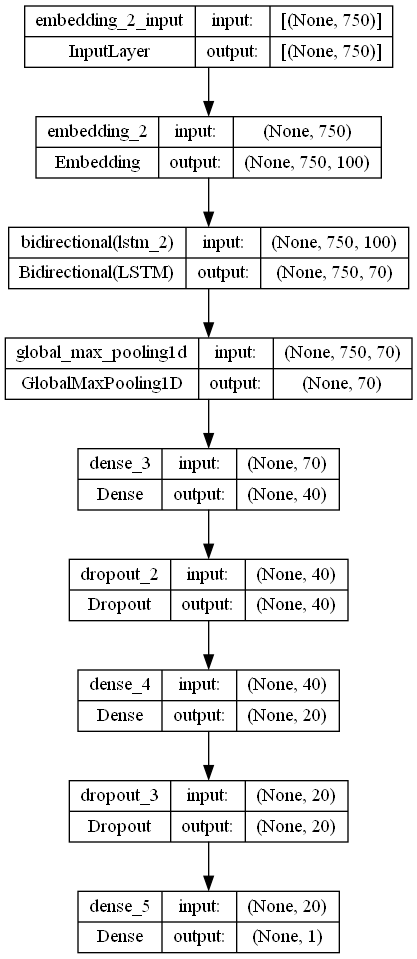 embedding_2_input input: [(None, 750)]
InputLayer output: [(None, 750)]
embedding_2 input: (None, 750)
Embedding output: (None, 750, 100)
bidirectional(lstm_2) input: (None, 750, 100)
Bidirectional(LSTM) output: (None, 750, 70)
global_max_pooling1d input: (None, 750, 70)
GlobalMaxPooling1D output: (None, 70)
dense_3 input: (None, 70)
Dense output: (None, 40)
dropout_2 input: (None, 40)
Dropout output: (None, 40)
dense_4 input: (None, 40)
Dense output: (None, 20)
dropout_3 input: (None, 20)
Dropout output: (None, 20)
dense_5 input: (None, 20)
Dense output: (None, 1)